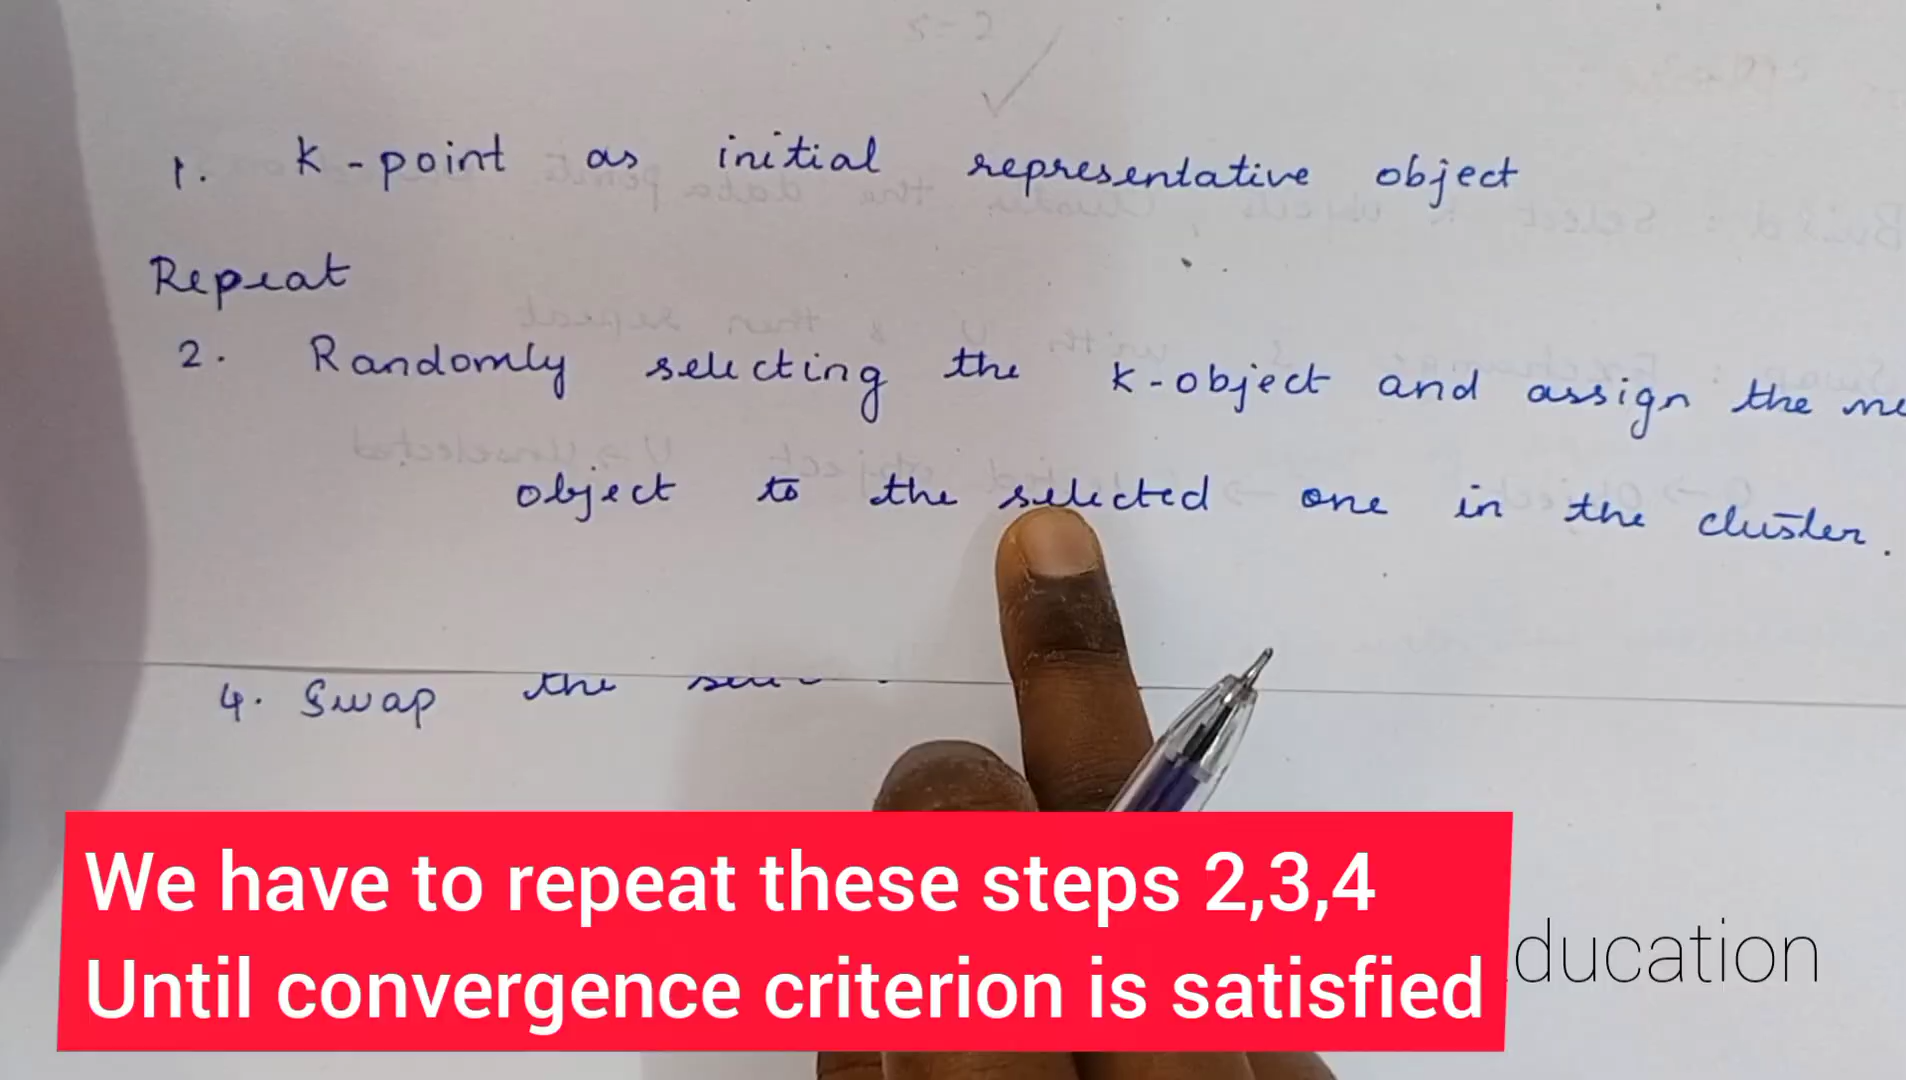 1. K-point as initial representative object
Repeat
2. Randomly selecting the K-object and assign the
object to the selected one in the cluster.
4. Swap the
We have to repeat these steps 2,3,4
Until convergence criterion is satisfied
ducation